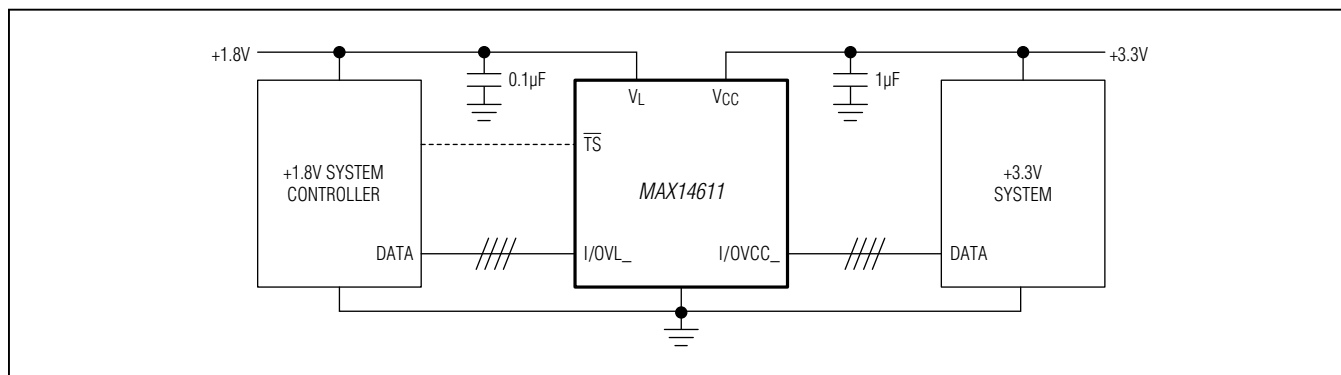 +1.8V
+3.3V
0.1µF
1µF
VL
VCC
TS
+1.8V SYSTEM
CONTROLLER
MAX14611
+3.3V
SYSTEM
DATA
I/OVL_
I/OVCC_
DATA